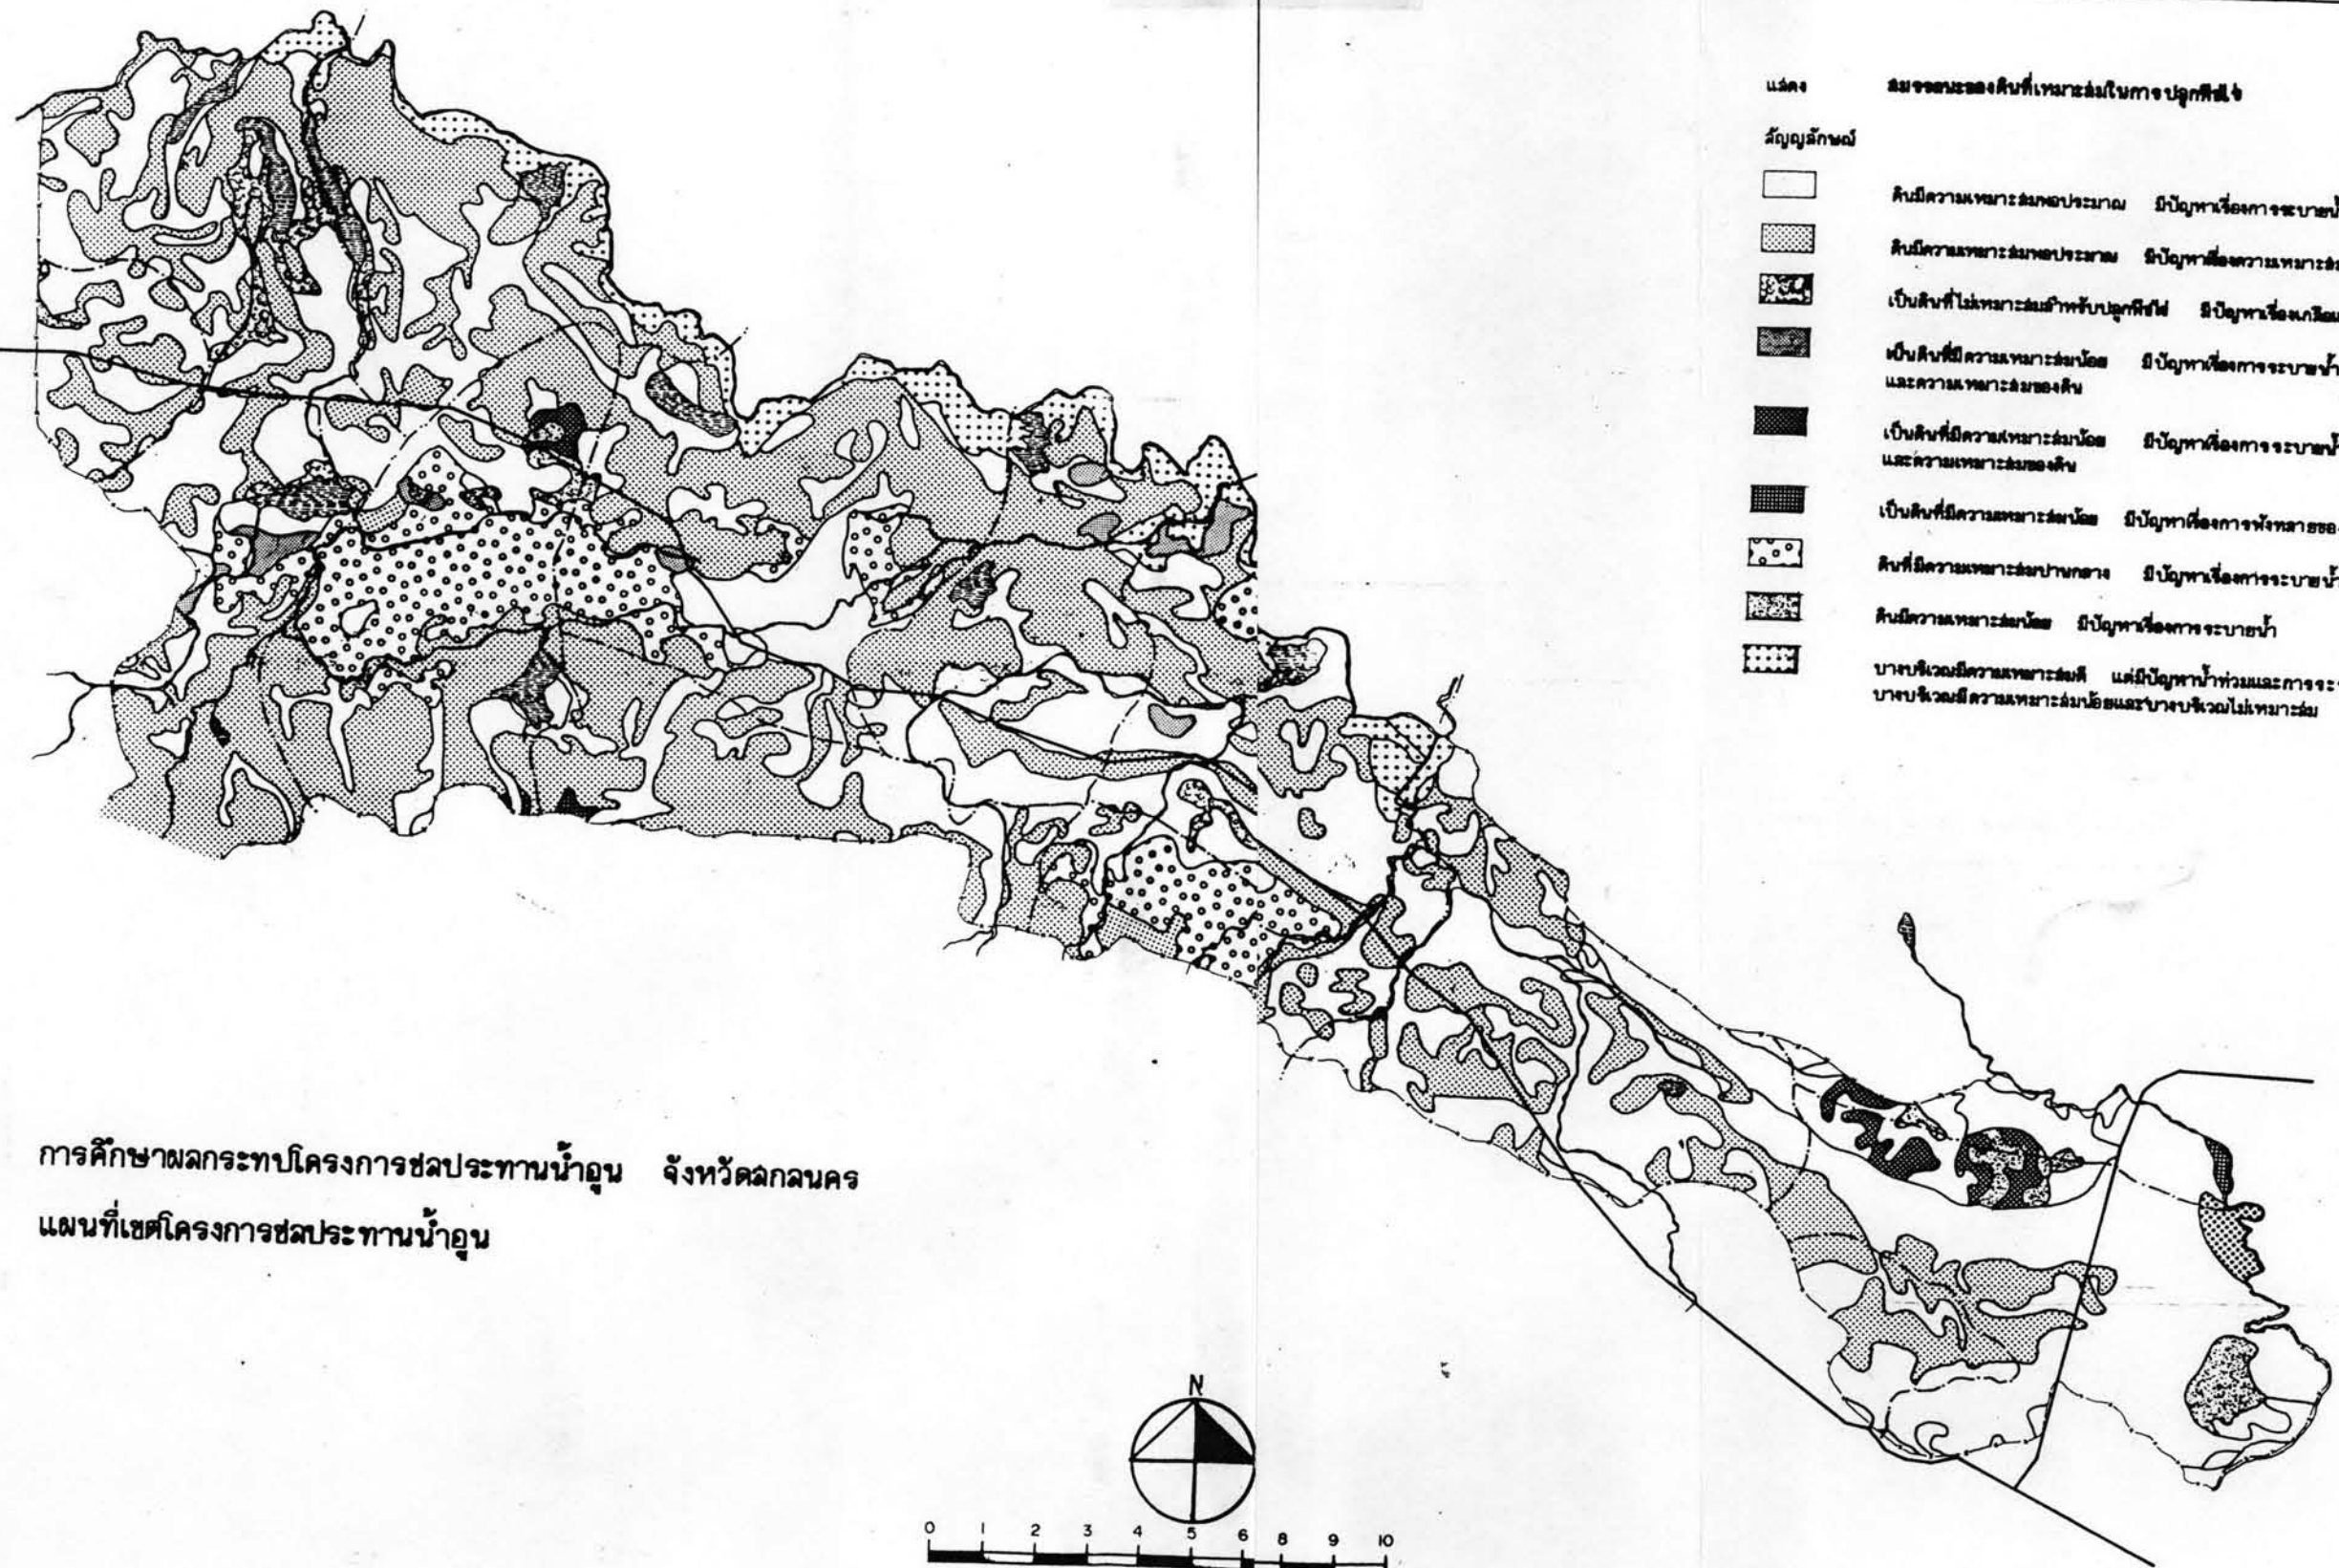 แสดง สมรรถนะของดินที่เหมาะสมในการปลูกพืชไร่
สัญญลักษณ์
ดินมีความเหมาะสมพอประมาณ มีปัญหาเรื่องการระบายน้ำ
ดินมีความเหมาะสมพอประมาณ มีปัญหาเรื่องความเหมาะสม
เป็นดินที่ไม่เหมาะสมสำหรับปลูกพืชไร่ มีปัญหาเรื่องเกลือ
เป็นดินที่มีความเหมาะสมน้อย มีปัญหาเรื่องการระบายน้ำ
และความเหมาะสมของดิน
เป็นดินที่มีความเหมาะสมน้อย มีปัญหาเรื่องการระบายน้ำ
และความเหมาะสมของดิน
เป็นดินที่มีความเหมาะสมน้อย มีปัญหาเรื่องการพังทลายของ
ดินที่มีความเหมาะสมปานกลาง มีปัญหาเรื่องการระบายน้ำ
ดินมีความเหมาะสมน้อย มีปัญหาเรื่องการระบายน้ำ
บางบริเวณมีความเหมาะสมดี แต่มีปัญหาน้ำท่วมและการระ
บางบริเวณมีความเหมาะสมน้อยและบางบริเวณไม่เหมาะสม
การศึกษาผลกระทบโครงการชลประทานน้ำอูน จังหวัดสกลนคร
แผนที่เขตโครงการชลประทานน้ำอูน
N
0 1 2 3 4 5 6 8 9 10